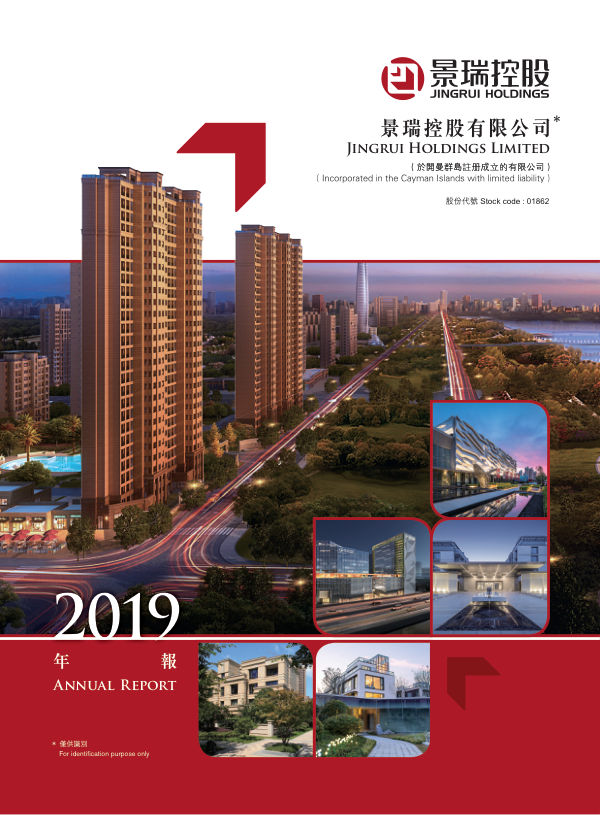 景瑞控股
JINGRUI HOLDINGS
景瑞控股有限公司*
JINGRUI HOLDINGS LIMITED
(於開曼群島註册成立的有限公司)
(Incorporated in the Cayman Islands with limited liability)
股份代號 Stock code : 01862
2019
年 報
ANNUAL REPORT
* 僅供識別
For identification purpose only